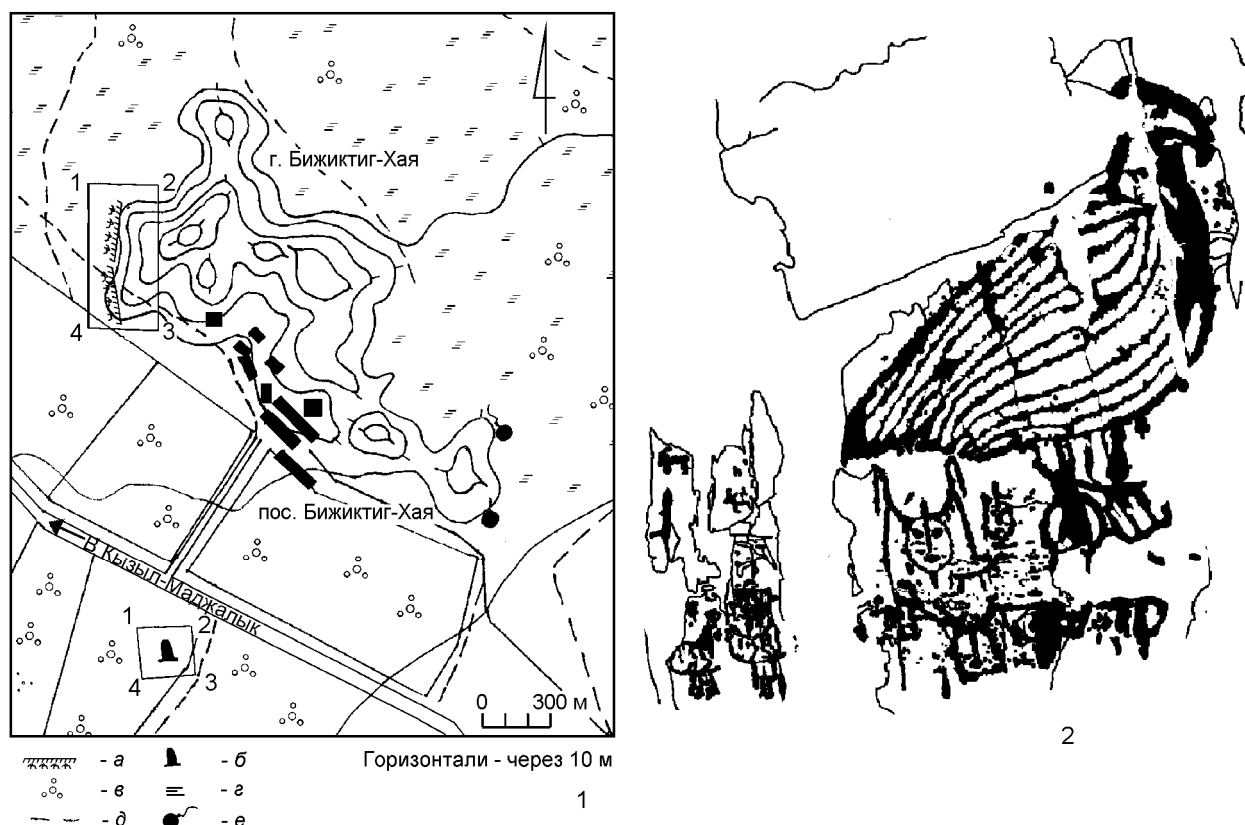 г. Бижиктиг-Хая
1 2
4 3
пос. Бижиктиг-Хая
В Кызыл-Маджалык
1 2
4 3
0 300 м
Горизонтали - через 10 м
- а - б
- в - г
- д - е
1
2